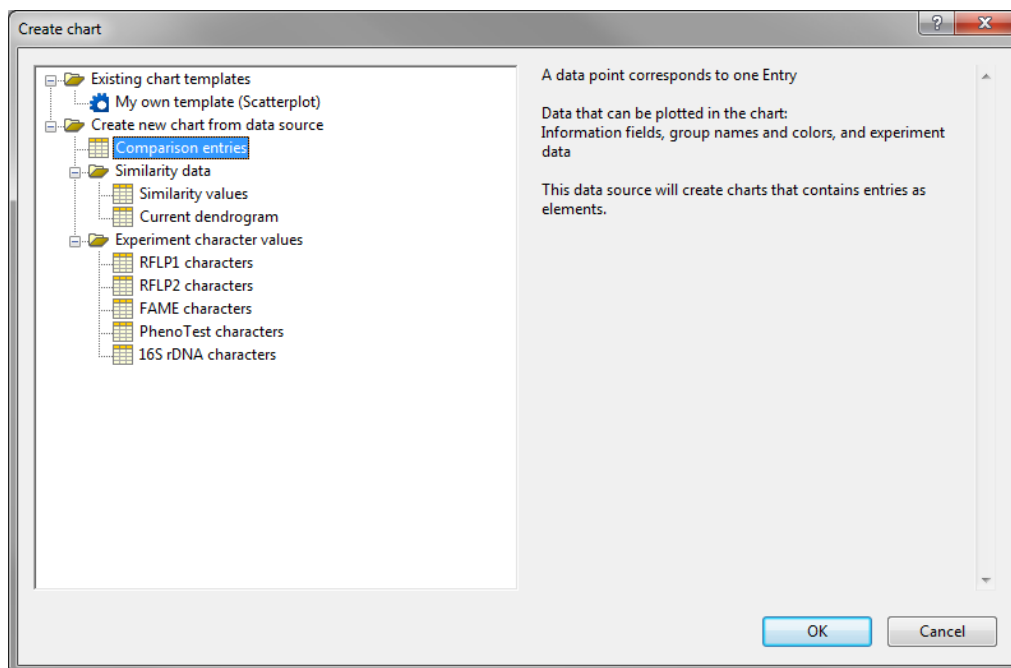 Create chart
?
Existing chart templates
My own template (Scatterplot)
Create new chart from data source
Comparison entries
Similarity data
Similarity values
Current dendrogram
Experiment character values
RFLP1 characters
RFLP2 characters
FAME characters
PhenoTest characters
16S rDNA characters
A data point corresponds to one Entry
Data that can be plotted in the chart:
Information fields, group names and colors, and experiment
data
This data source will create charts that contains entries as
elements.
OK
Cancel